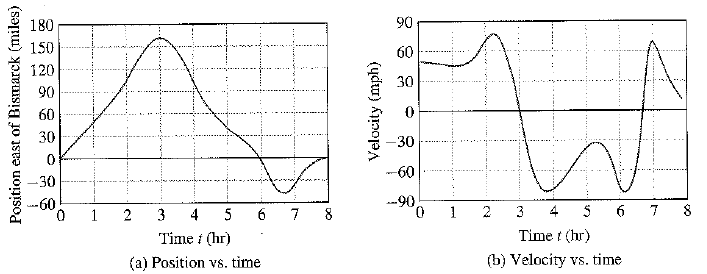 Position east of Bismarck (miles)
180
150
120
90
60
30
0
−30
−60
0 1 2 3 4 5 6 7 8
Time t (hr)
(a) Position vs. time
Velocity (mph)
90
60
30
0
−30
−60
−90
0 1 2 3 4 5 6 7 8
Time t (hr)
(b) Velocity vs. time